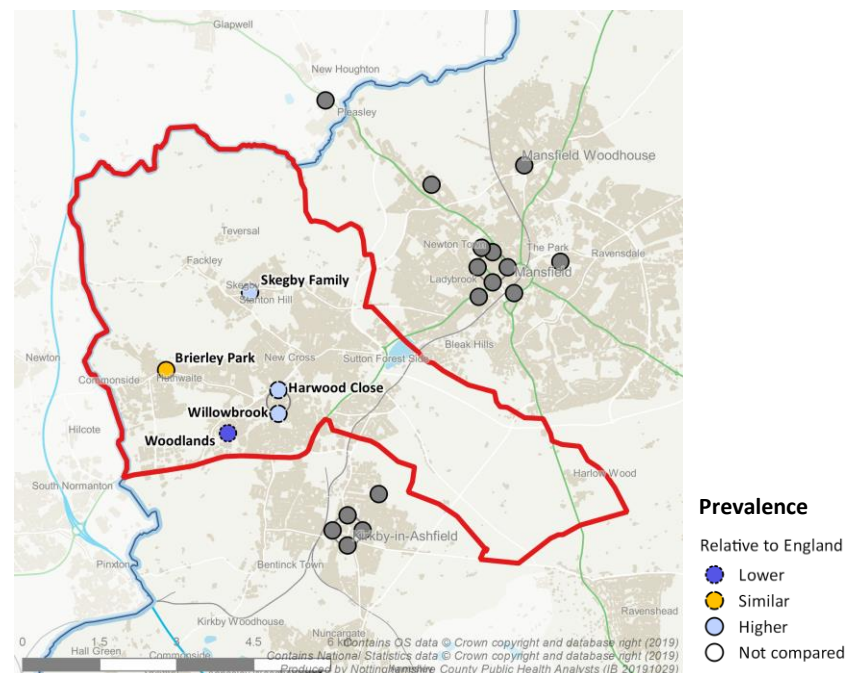 Glapwell
New Houghton
Pleasley
Mansfield Woodhouse
Teversal
Newton Town
The Park
Ravensdale
Fackley
Ladybrook
Mansfield
Skegby
Skegby Family
Stanton Hill
Bleak Hills
Newton
Brierley Park
New Cross
Sutton Forest Side
Commonside
Huthwaite
Harwood Close
Willowbrook
Hilcote
Woodlands
South Normanton
Harlow Wood
Kirkby-in-Ashfield
Pinxton
Bentinck Town
Kirkby Woodhouse
Ravenshead
Nuncargate
Hall Green
Commonside
0 1.5 3 4.5 6 km
Contains OS data © Crown copyright and database right (2019)
Contains National Statistics data © Crown copyright and database right (2019)
Produced by Nottinghamshire County Public Health Analysts (IB 20191029)
Prevalence
Relative to England
Lower
Similar
Higher
Not compared